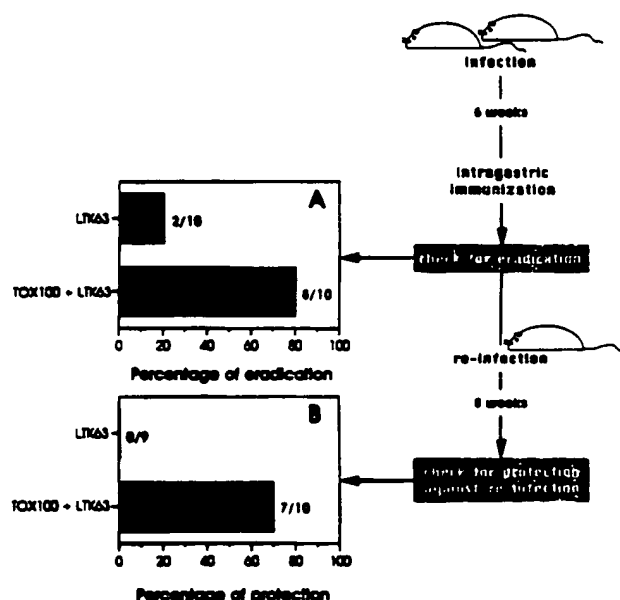 infection
6 weeks
intragastric
immunization
check for eradication
re-infection
weeks
check for protection
against re-infection
A
LTK63
2/10
TOX100 + LTK63
8/10
0 20 40 60 80 100
Percentage of eradication
B
LTK63
0/9
TOX100 + LTK63
7/10
0 20 40 60 80 100
Percentage of protection